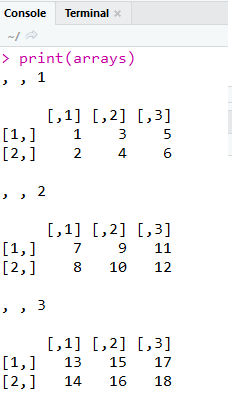 Console Terminal ×
~/
> print(arrays)
, , 1
[,1] [,2] [,3]
[1,] 1 3 5
[2,] 2 4 6
, , 2
[,1] [,2] [,3]
[1,] 7 9 11
[2,] 8 10 12
, , 3
[,1] [,2] [,3]
[1,] 13 15 17
[2,] 14 16 18